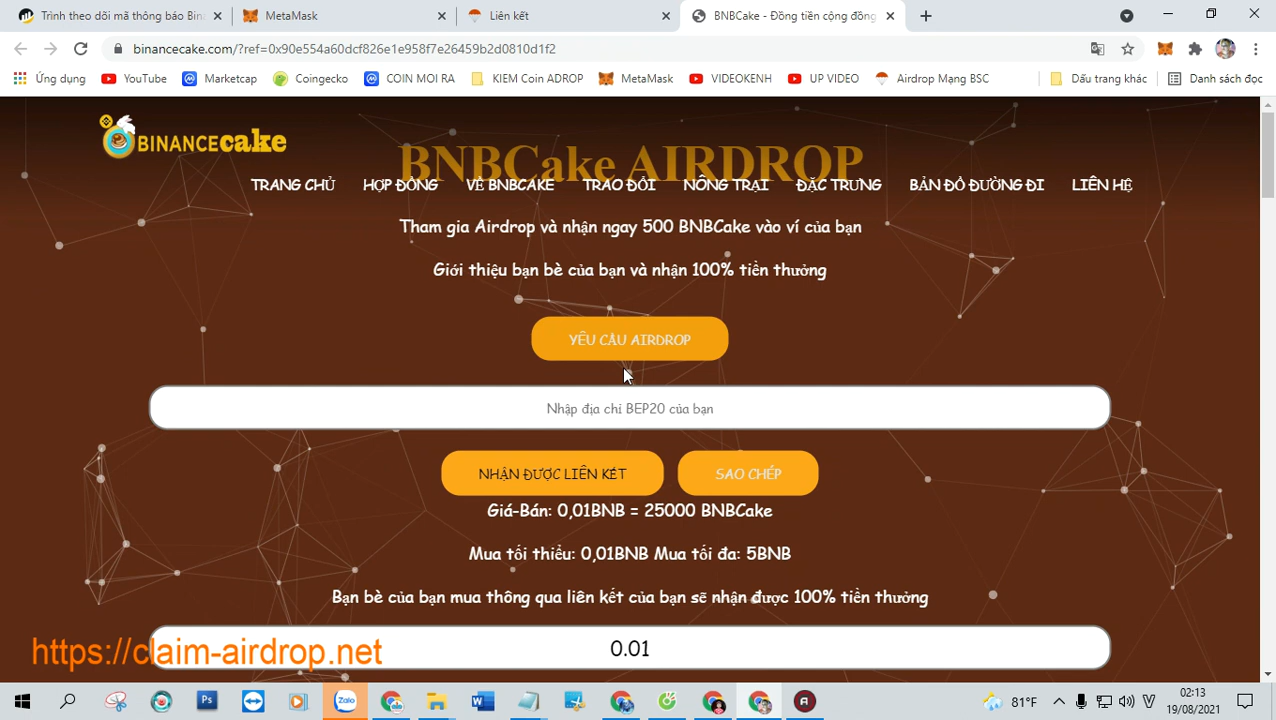 Trình theo dõi mã thông báo Bin
MetaMask
Liên kết
BNBCake - Đồng tiền cộng đồng
binancecake.com/?ref=0x90e554a60dcf826e1e958f7e26459b2d0810d1f2
Ứng dụng
YouTube
Marketcap
Coingecko
COIN MOI RA
KIEM Coin ADROP
MetaMask
VIDEOKENH
UP VIDEO
Airdrop Mạng BSC
Dấu trang khác
Danh sách đọc
BINANCEcake
BNBCake AIRDROP
TRANG CHỦ HỢP ĐỒNG VỀ BNBCAKE TRAO ĐỔI NÔNG TRẠI ĐẶC TRƯNG BẢN ĐỒ ĐƯỜNG ĐI LIÊN HỆ
Tham gia Airdrop và nhận ngay 500 BNBCake vào ví của bạn
Giới thiệu bạn bè của bạn và nhận 100% tiền thưởng
YÊU CẦU AIRDROP
Nhập địa chỉ BEP20 của bạn
NHẬN ĐƯỢC LIÊN KẾT
SAO CHÉP
Giá-Bán: 0,01BNB = 25000 BNBCake
Mua tối thiểu: 0,01BNB Mua tối đa: 5BNB
Bạn bè của bạn mua thông qua liên kết của bạn sẽ nhận được 100% tiền thưởng
0.01
https://claim-airdrop.net
Ps
Zalo
W
A
81°F
V
02:13
19/08/2021